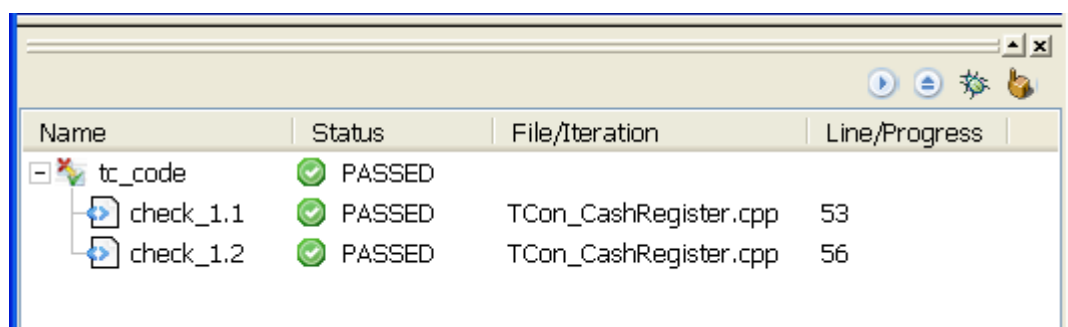 Name Status File/Iteration Line/Progress
tc_code PASSED
check_1.1 PASSED TCon_CashRegister.cpp 53
check_1.2 PASSED TCon_CashRegister.cpp 56